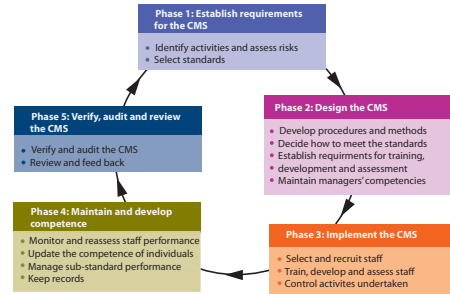 Phase 1: Establish requirements
for the CMS
• Identify activities and assess risks
• Select standards
Phase 2: Design the CMS
• Develop procedures and methods
• Decide how to meet the standards
• Establish requirments for training,
• development and assessment
• Maintain managers' competencies
Phase 3: Implement the CMS
• Select and recruit staff
• Train, develop and assess staff
• Control activites undertaken
Phase 4: Maintain and develop
competence
• Monitor and reassess staff performance
• Update the competence of individuals
• Manage sub-standard performance
• Keep records
Phase 5: Verify, audit and review
the CMS
• Verify and audit the CMS
• Review and feed back